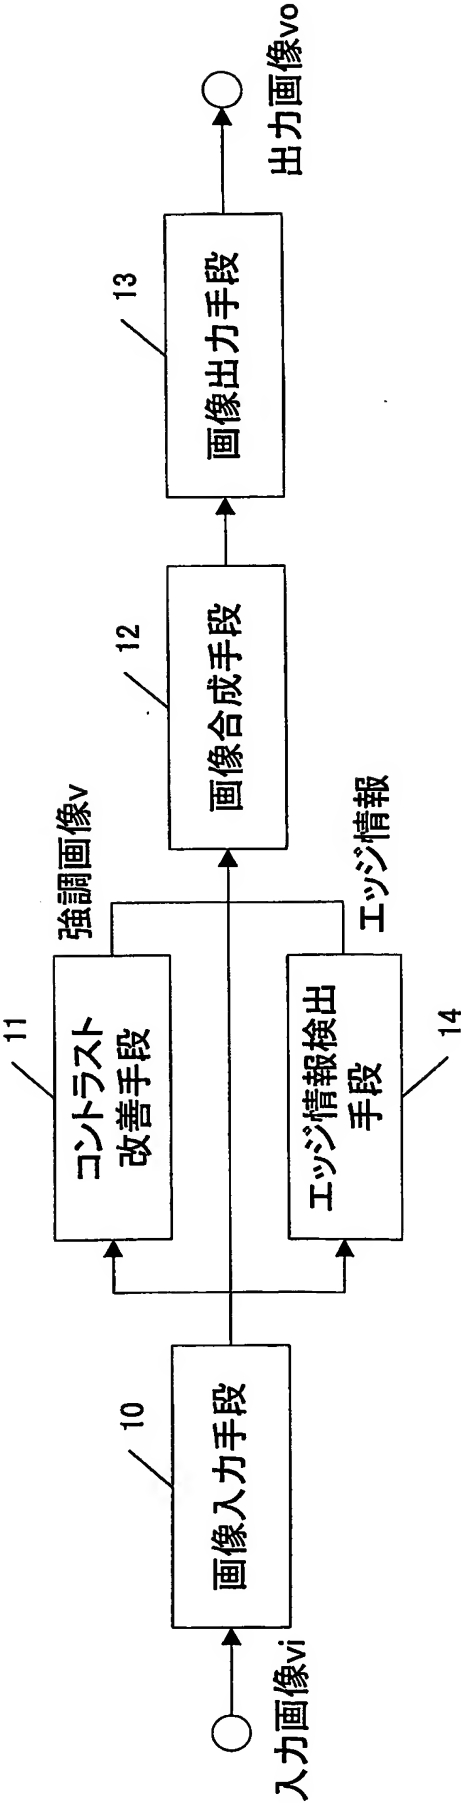 入力画像vi
10
画像入力手段
11
コントラスト
改善手段
強調画像v
14
エッジ情報検出
手段
エッジ情報
12
画像合成手段
13
画像出力手段
出力画像vo